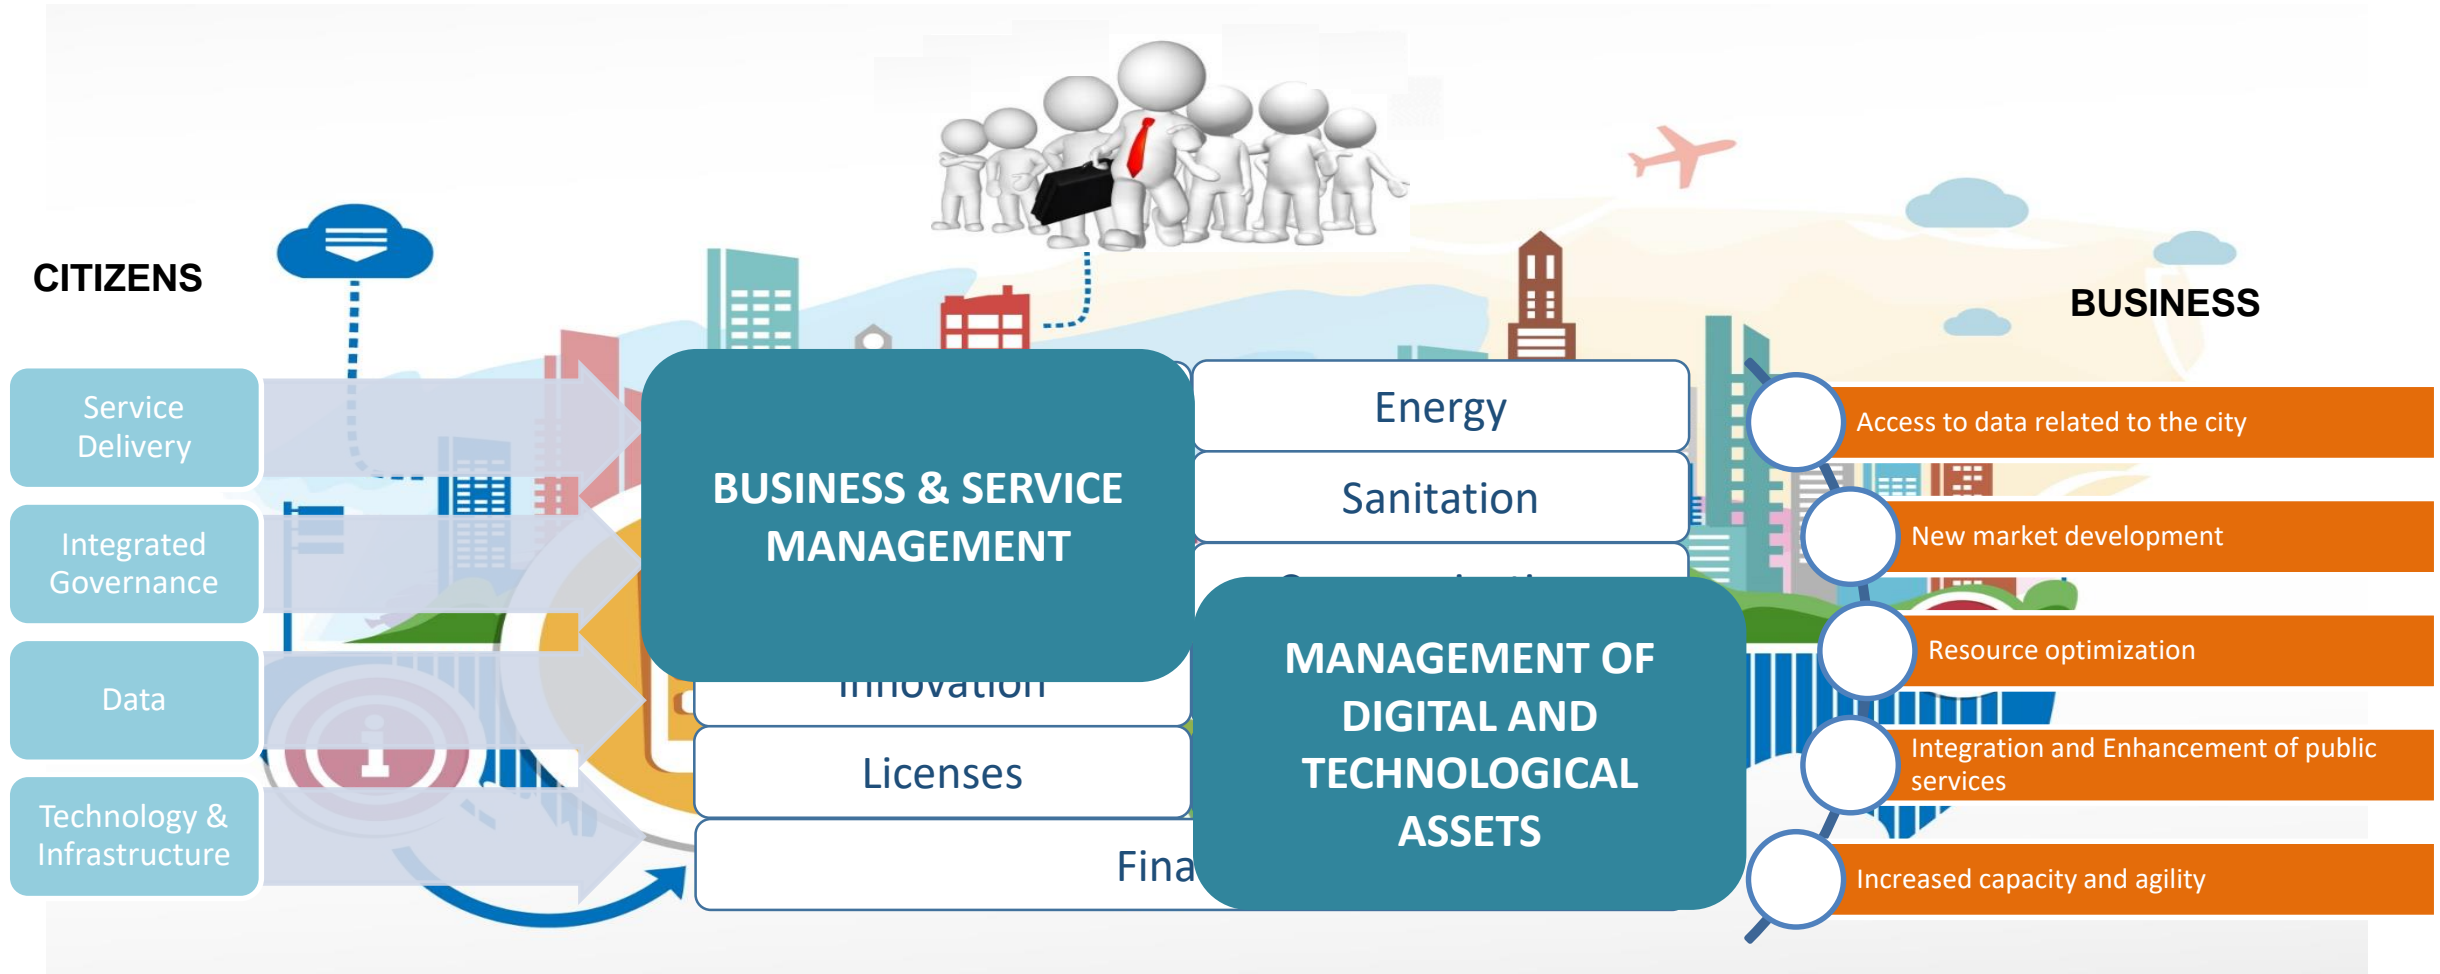 CITIZENS
Service
Delivery
Integrated
Governance
Data
Technology &
Infrastructure
BUSINESS & SERVICE
MANAGEMENT
Innovation
Licenses
Fina
Energy
Sanitation
MANAGEMENT OF
DIGITAL AND
TECHNOLOGICAL
ASSETS
BUSINESS
Access to data related to the city
New market development
Resource optimization
Integration and Enhancement of public
services
Increased capacity and agility